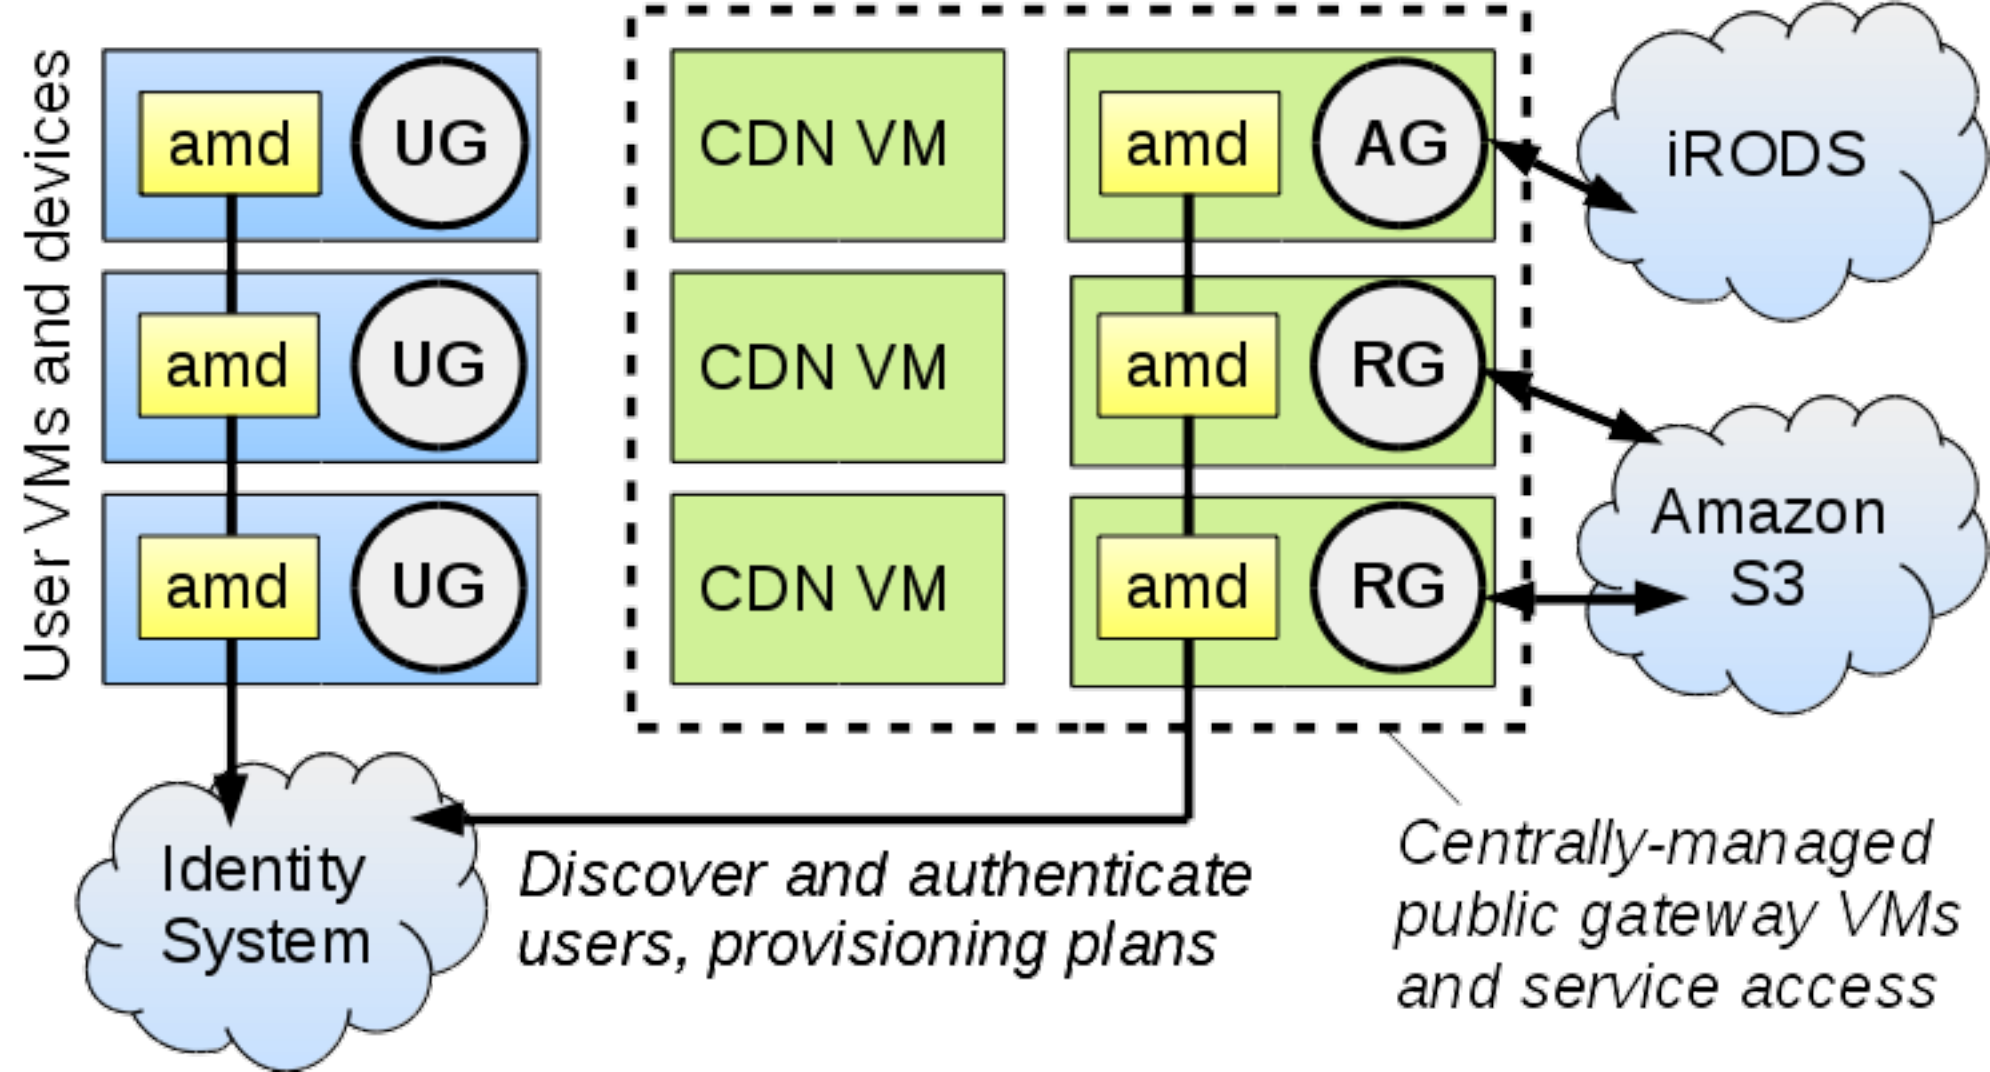 User VMs and devices
amd UG
CDN VM
amd AG
iRODS
amd UG
CDN VM
amd RG
amd UG
CDN VM
amd RG
Amazon
S3
Identity
System
Discover and authenticate
users, provisioning plans
Centrally-managed
public gateway VMs
and service access